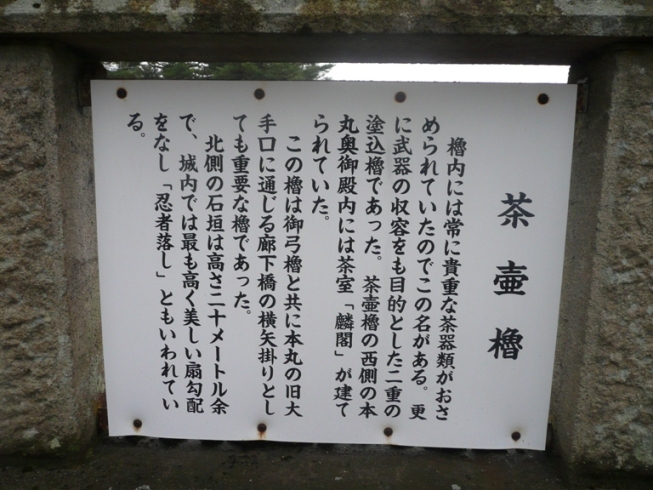 茶壷櫓
櫓内には常に貴重な茶器類がおさ
められていたのでこの名がある。更
に武器の収容をも目的とした二重の
塗込櫓であった。茶壷櫓の西側の本
丸奥御殿内には茶室「麟閣」が建て
られていた。
この櫓は御弓櫓と共に本丸の旧大
手口に通じる廊下橋の横矢掛りとし
ても重要な櫓であった。
北側の石垣は高さ二十メートル余
で、城内では最も高く美しい扇勾配
をなし「忍者落し」ともいわれてい
る。